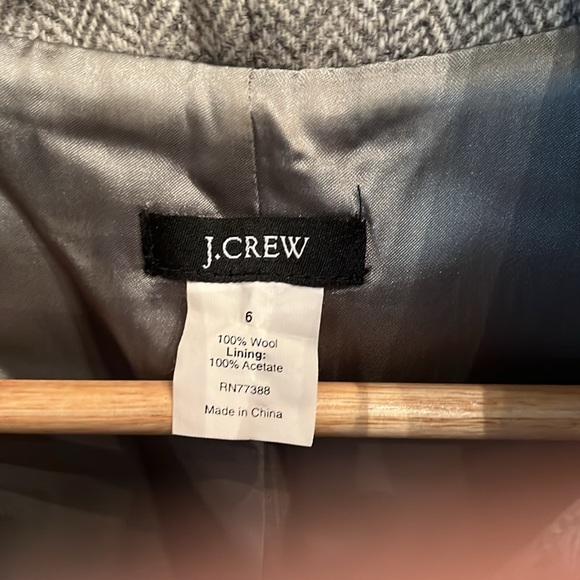 J.CREW
6
100% Wool
Lining:
100% Acetate
RN77388
Made in China